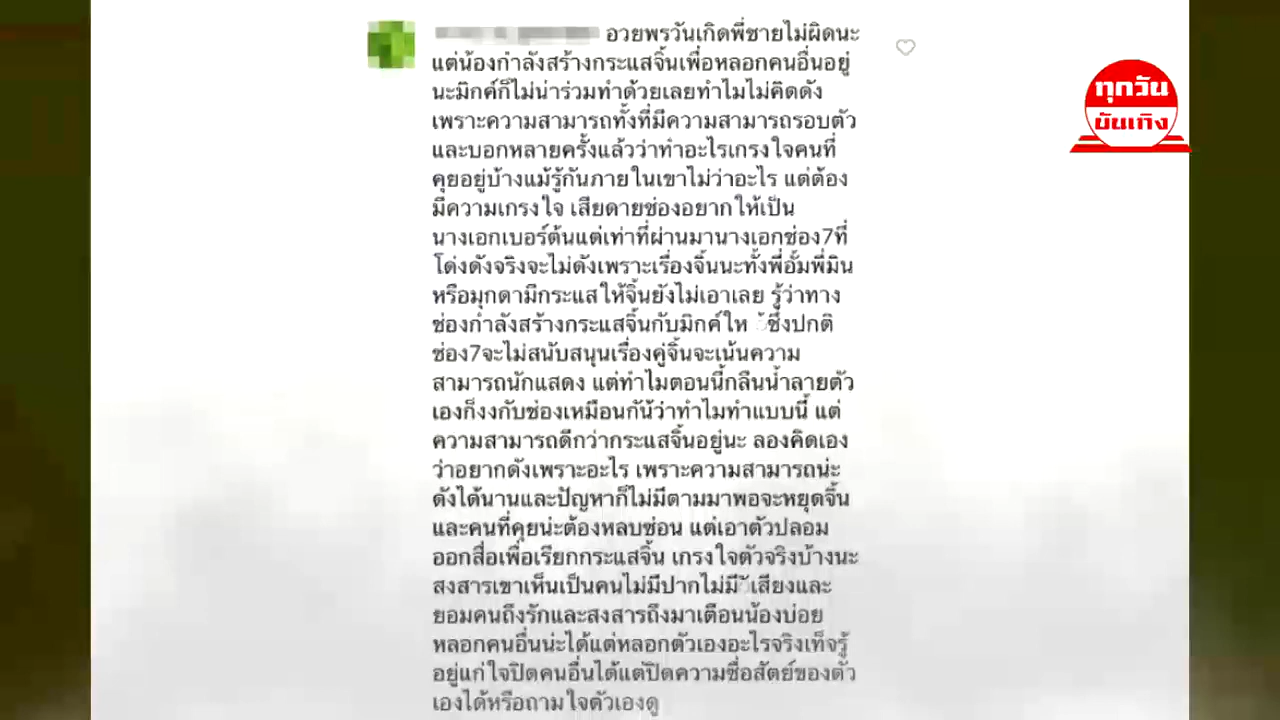 อวยพรวันเกิดพี่ชายไม่ผิดนะ
แต่น้องกำลังสร้างกระแสจิ้นเพื่อหลอกคนอื่นอยู่
นะมิกค์ก็ไม่น่าร่วมทำด้วยเลยทำไมไม่คิดดัง
เพราะความสามารถทั้งที่มีความสามารถรอบตัว
และบอกหลายครั้งแล้วว่าทำอะไรเกรงใจคนที่
คุยอยู่บ้างแม้รู้กันภายในเขาไม่ว่าอะไร แต่ต้อง
มีความเกรงใจ เสียดายช่องอยากให้เป็น
นางเอกเบอร์ต้นแต่เท่าที่ผ่านมานางเอกช่อง7ที่
โด่งดังจริงจะไม่ดังเพราะเรื่องจิ้นนะทั้งพี่อั้มพี่มิน
หรือมุกดามีกระแสให้จิ้นยังไม่เอาเลย รู้ว่าทาง
ช่องกำลังสร้างกระแสจิ้นกับมิกค์ให ้ซึ่งปกติ
ช่อง7จะไม่สนับสนุนเรื่องคู่จิ้นจะเน้นความ
สามารถนักแสดง แต่ทำไมตอนนี้กลืนน้ำลายตัว
เองก็งงกับช่องเหมือนกัน้ว่าทำไมทำแบบนี้ แต่
ความสามารถดีกว่ากระแสจิ้นอยู่นะ ลองคิดเอง
ว่าอยากดังเพราะอะไร เพราะความสามารถน่ะ
ดังได้นานและปัญหาก็ไม่มีตามมาพอจะหยุดจิ้น
และคนที่คุยน่ะต้องหลบซ่อน แต่เอาตัวปลอม
ออกสื่อเพื่อเรียกกระแสจิ้น เกรงใจตัวจริงบ้างนะ
สงสารเขาเห็นเป็นคนไม่มีปากไม่มี ัเสียงและ
ยอมคนถึงรักและสงสารถึงมาเตือนน้องบ่อย
หลอกคนอื่นน่ะได้แต่หลอกตัวเองอะไรจริงเท็จรู้
อยู่แก่ใจปิดคนอื่นได้แต่ปิดความซื่อสัตย์ของตัว
เองได้หรือถามใจตัวเองดู
ทุกวัน
บันเทิง